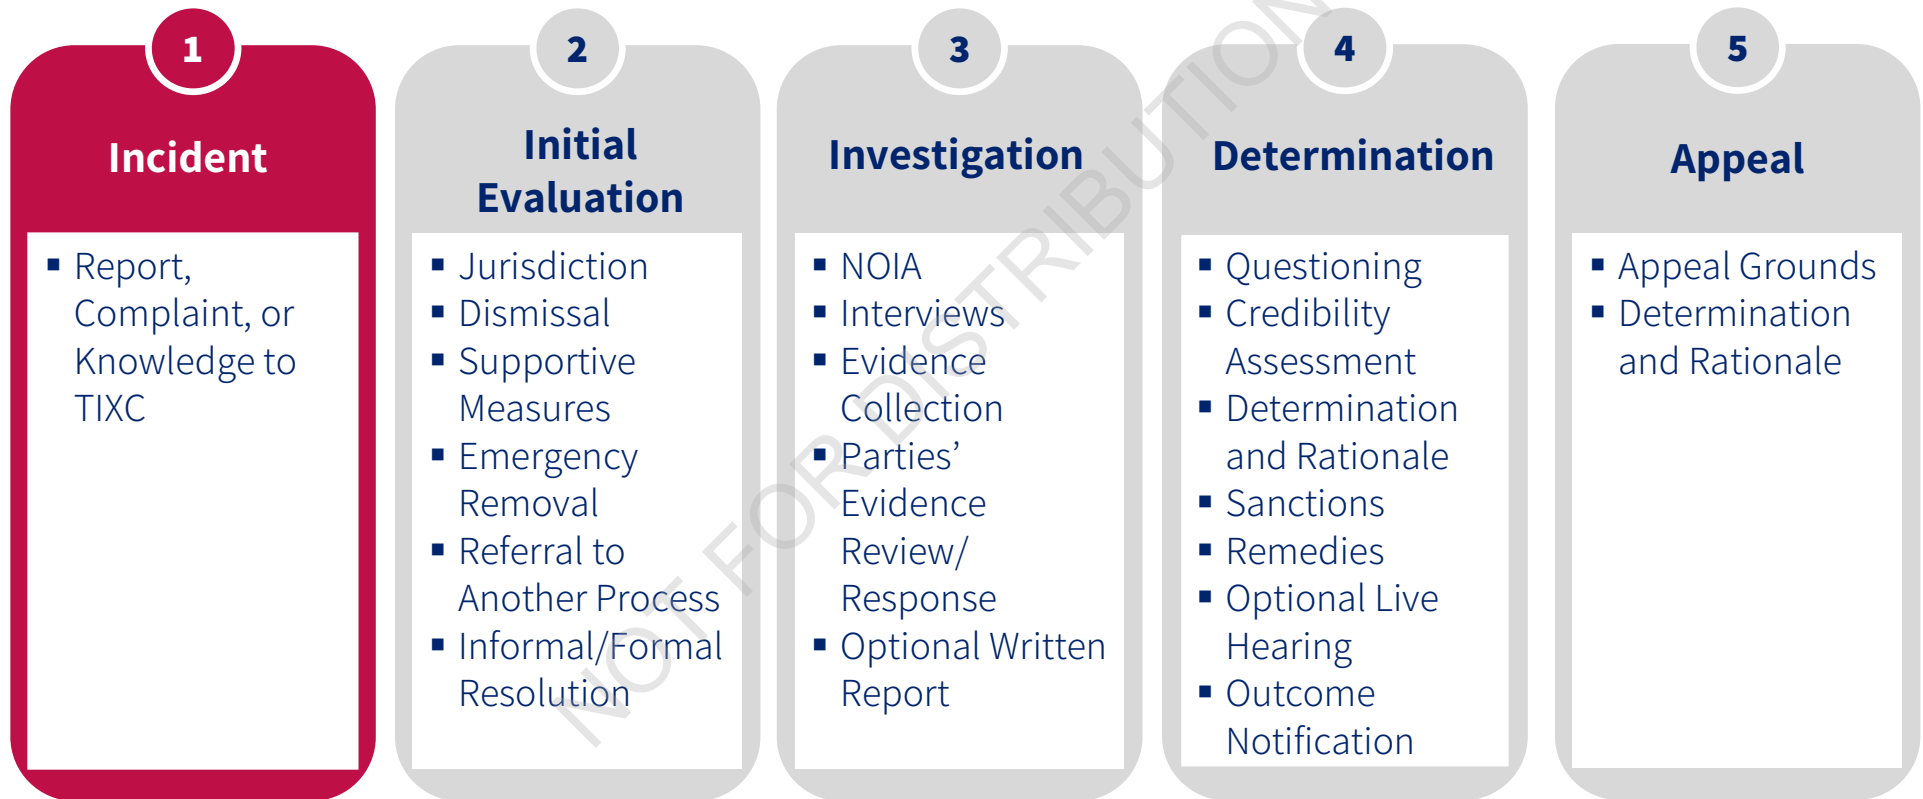 1
Incident
▪ Report,
Complaint, or
Knowledge to
TIXC
2
Initial
Evaluation
▪ Jurisdiction
▪ Dismissal
▪ Supportive
Measures
▪ Emergency
Removal
▪ Referral to
Another Process
▪ Informal/Formal
Resolution
3
Investigation
▪ NOIA
▪ Interviews
▪ Evidence
Collection
▪ Parties’
Evidence
Review/
Response
▪ Optional Written
Report
4
Determination
▪ Questioning
▪ Credibility
Assessment
▪ Determination
and Rationale
▪ Sanctions
▪ Remedies
▪ Optional Live
Hearing
▪ Outcome
Notification
5
Appeal
▪ Appeal Grounds
▪ Determination
and Rationale
NOT FOR DISTRIBUTION